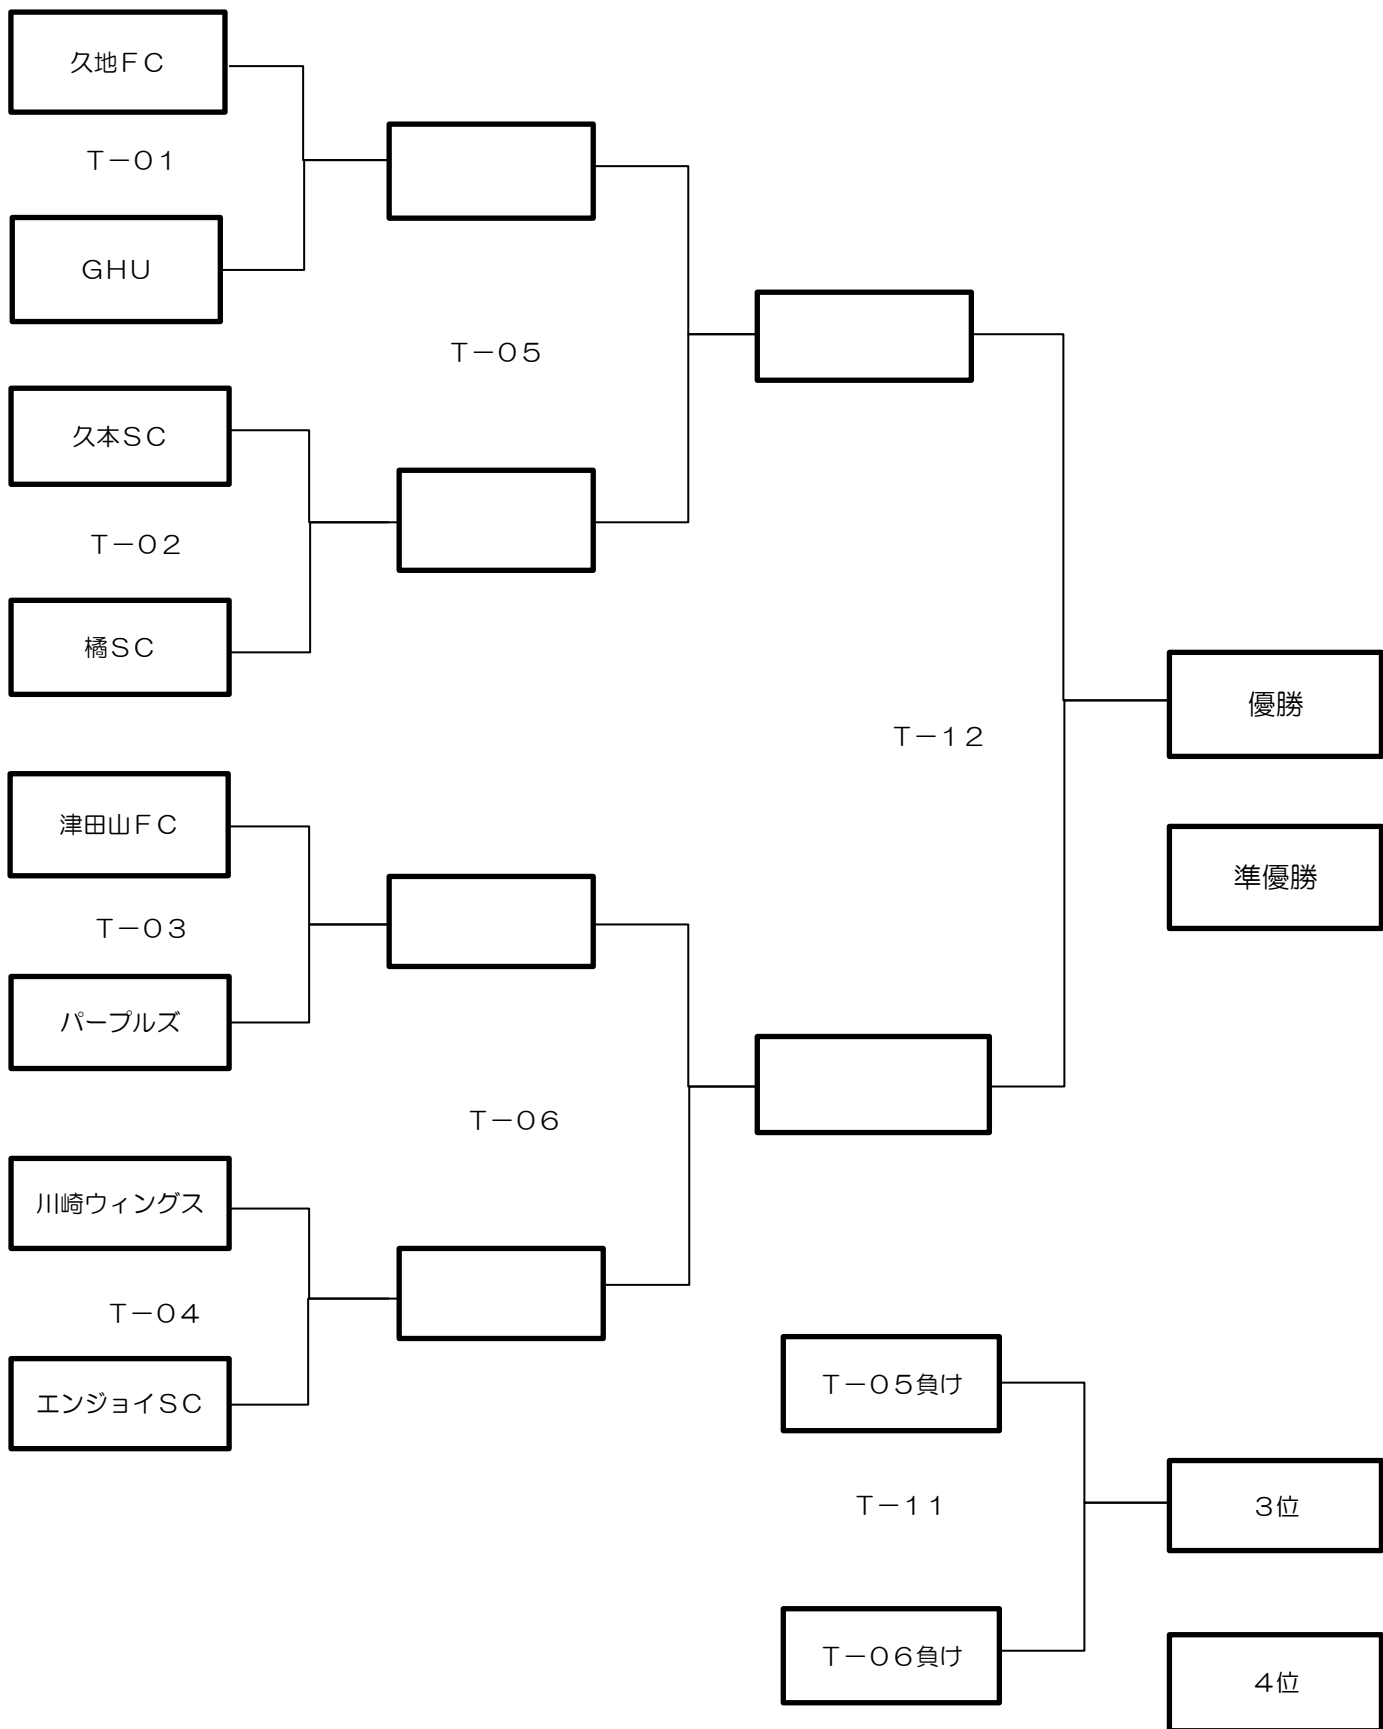 久地ＦＣ
Ｔ－０１
GHU
Ｔ－０５
久本ＳＣ
Ｔ－０２
橘ＳＣ
優勝
Ｔ－１２
津田山ＦＣ
準優勝
Ｔ－０３
パープルズ
Ｔ－０６
川崎ウィングス
Ｔ－０４
エンジョイＳＣ
Ｔ－０５負け
Ｔ－１１
３位
Ｔ－０６負け
４位